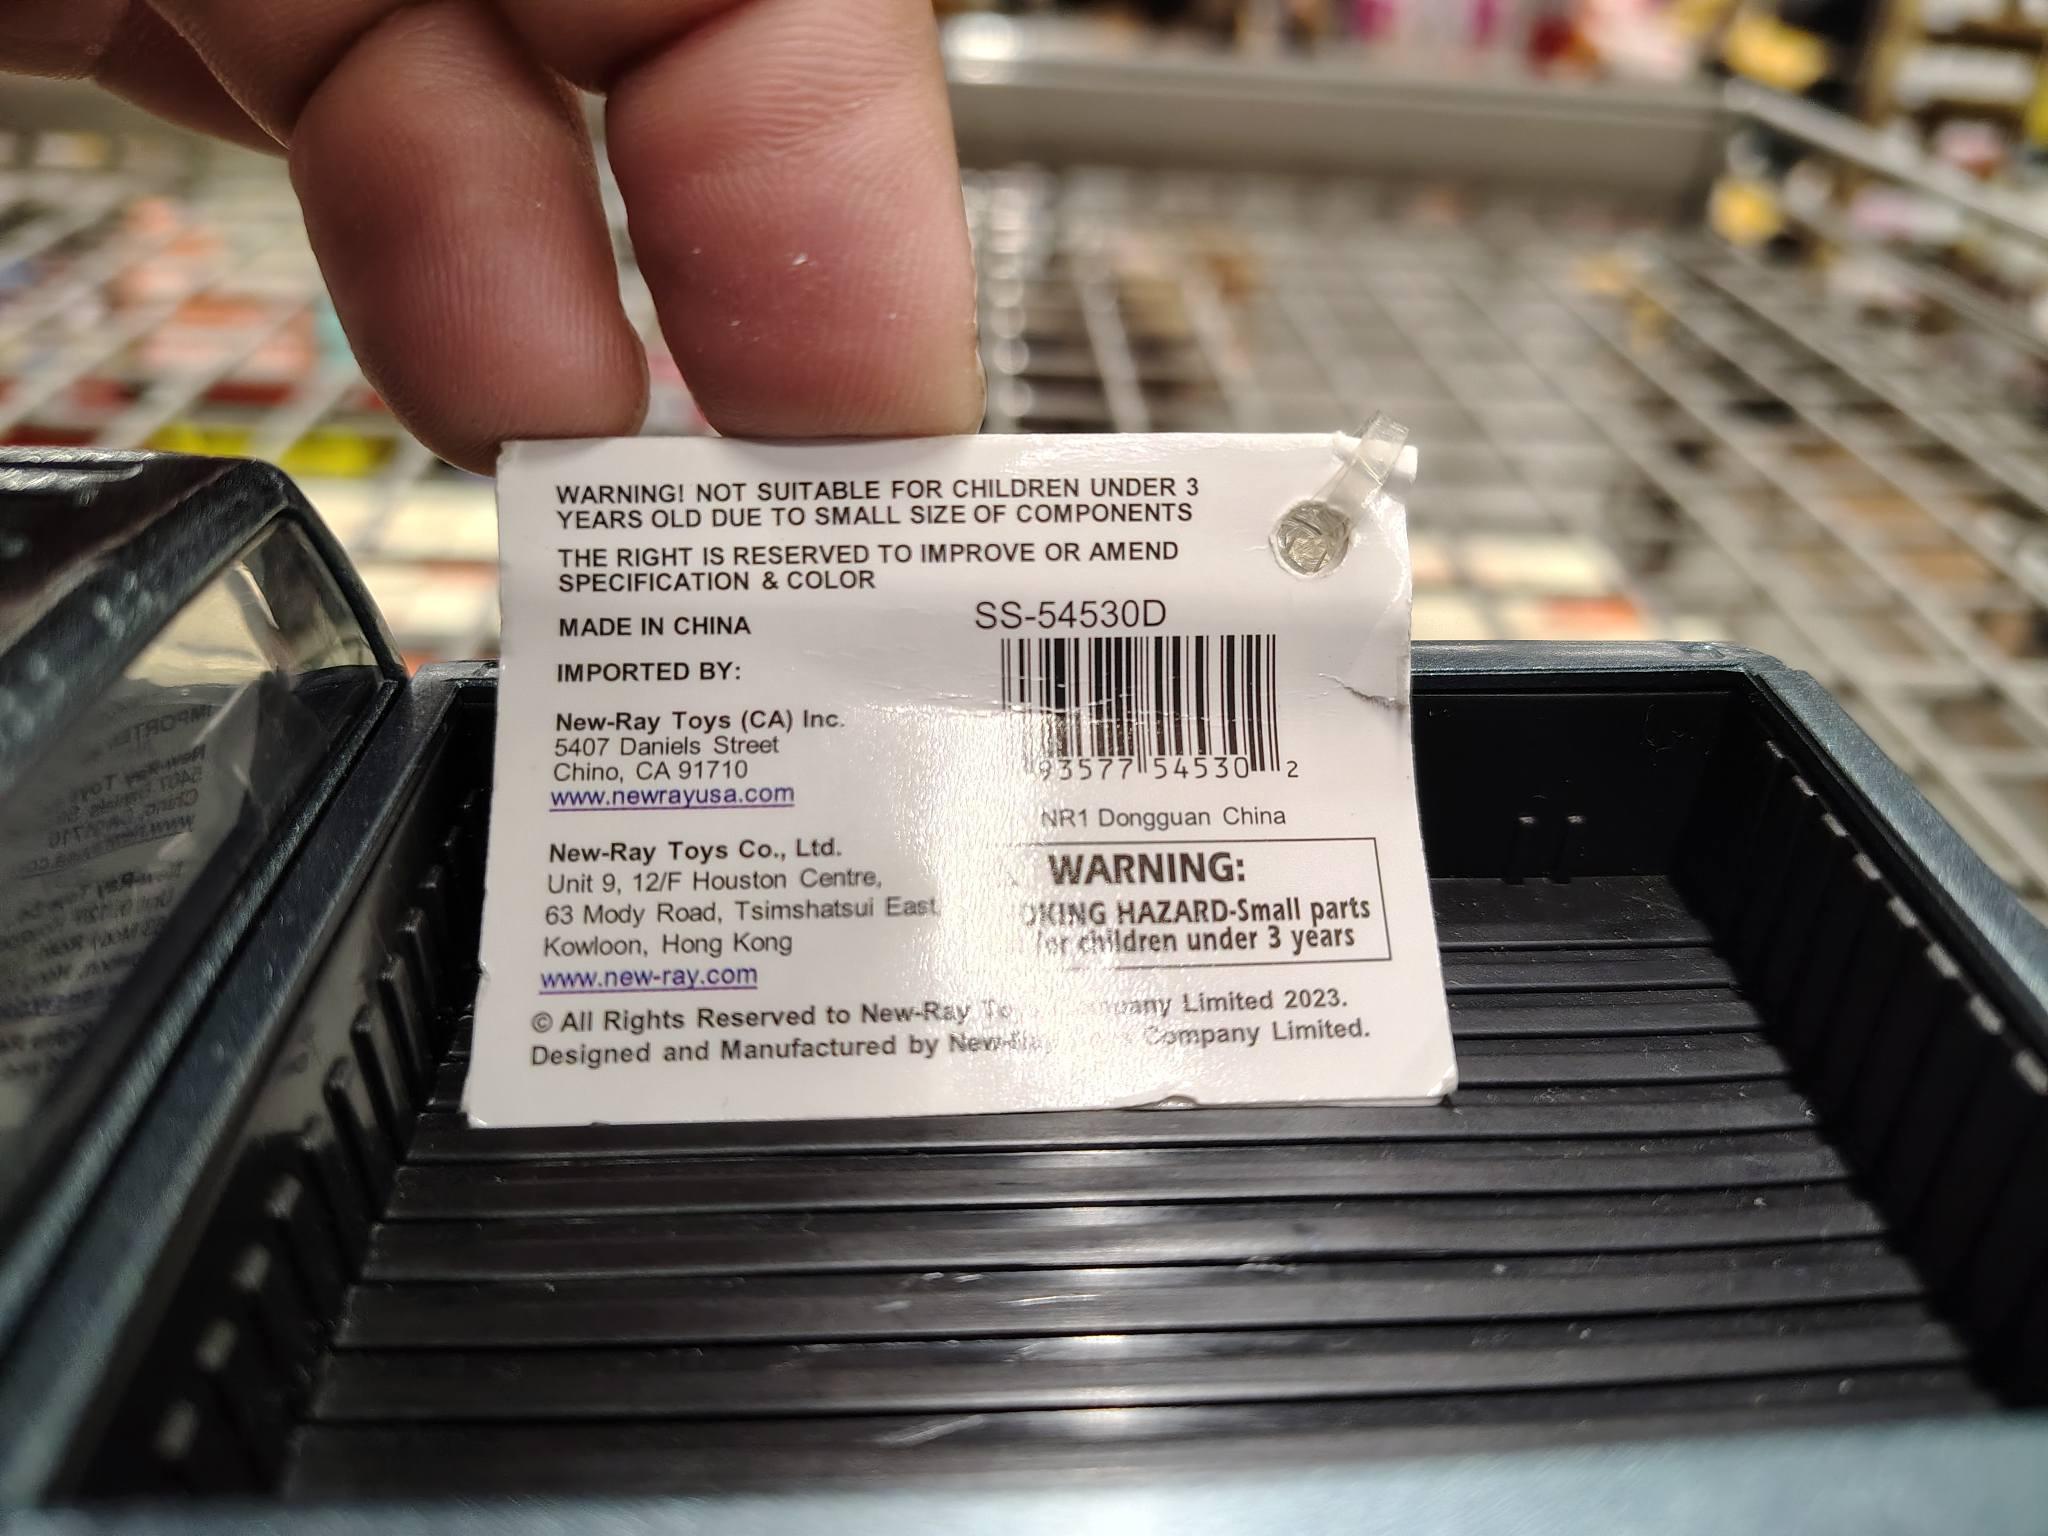 WARNING! NOT SUITABLE FOR CHILDREN UNDER 3
YEARS OLD DUE TO SMALL SIZE OF COMPONENTS
THE RIGHT IS RESERVED TO IMPROVE OR AMEND
SPECIFICATION & COLOR
MADE IN CHINA
IMPORTED BY:
New-Ray Toys (CA) Inc.
5407 Daniels Street
Chino, CA 91710
www.newrayusa.com
New-Ray Toys Co., Ltd.
Unit 9, 12/F Houston Centre,
63 Mody Road, Tsimshatsui East,
Kowloon, Hong Kong
www.new-ray.com
SS-54530D
93577 54530 2
NR1 Dongguan China
WARNING:
HAZARD-Small parts
for children under 3 years
© All Rights Reserved to New-Ray Limited 2023.
Designed and Manufactured by New-Ray Company Limited.